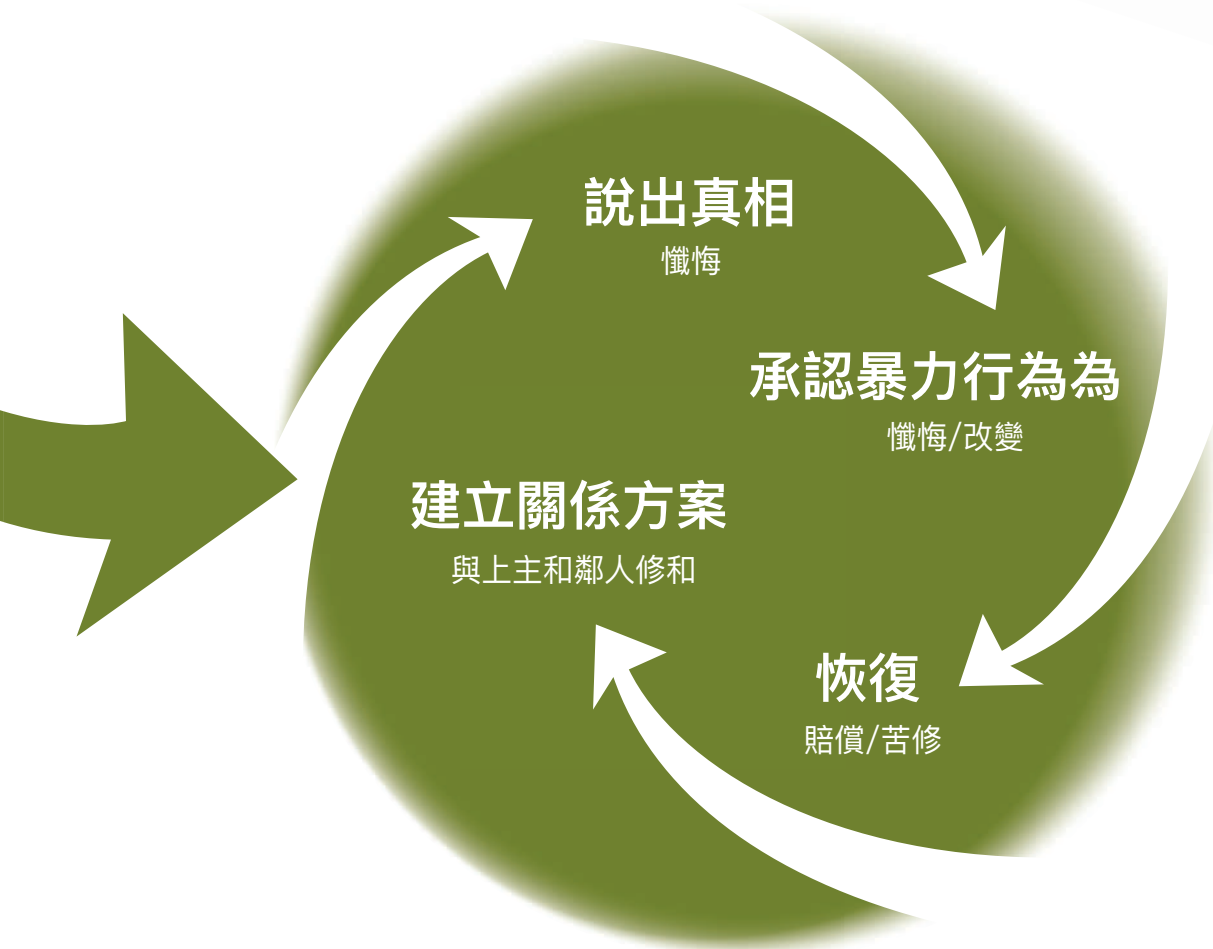 說出真相
懺悔
承認暴力行為為
懺悔/改變
建立關係方案
與上主和鄰人修和
恢復
賠償/苦修